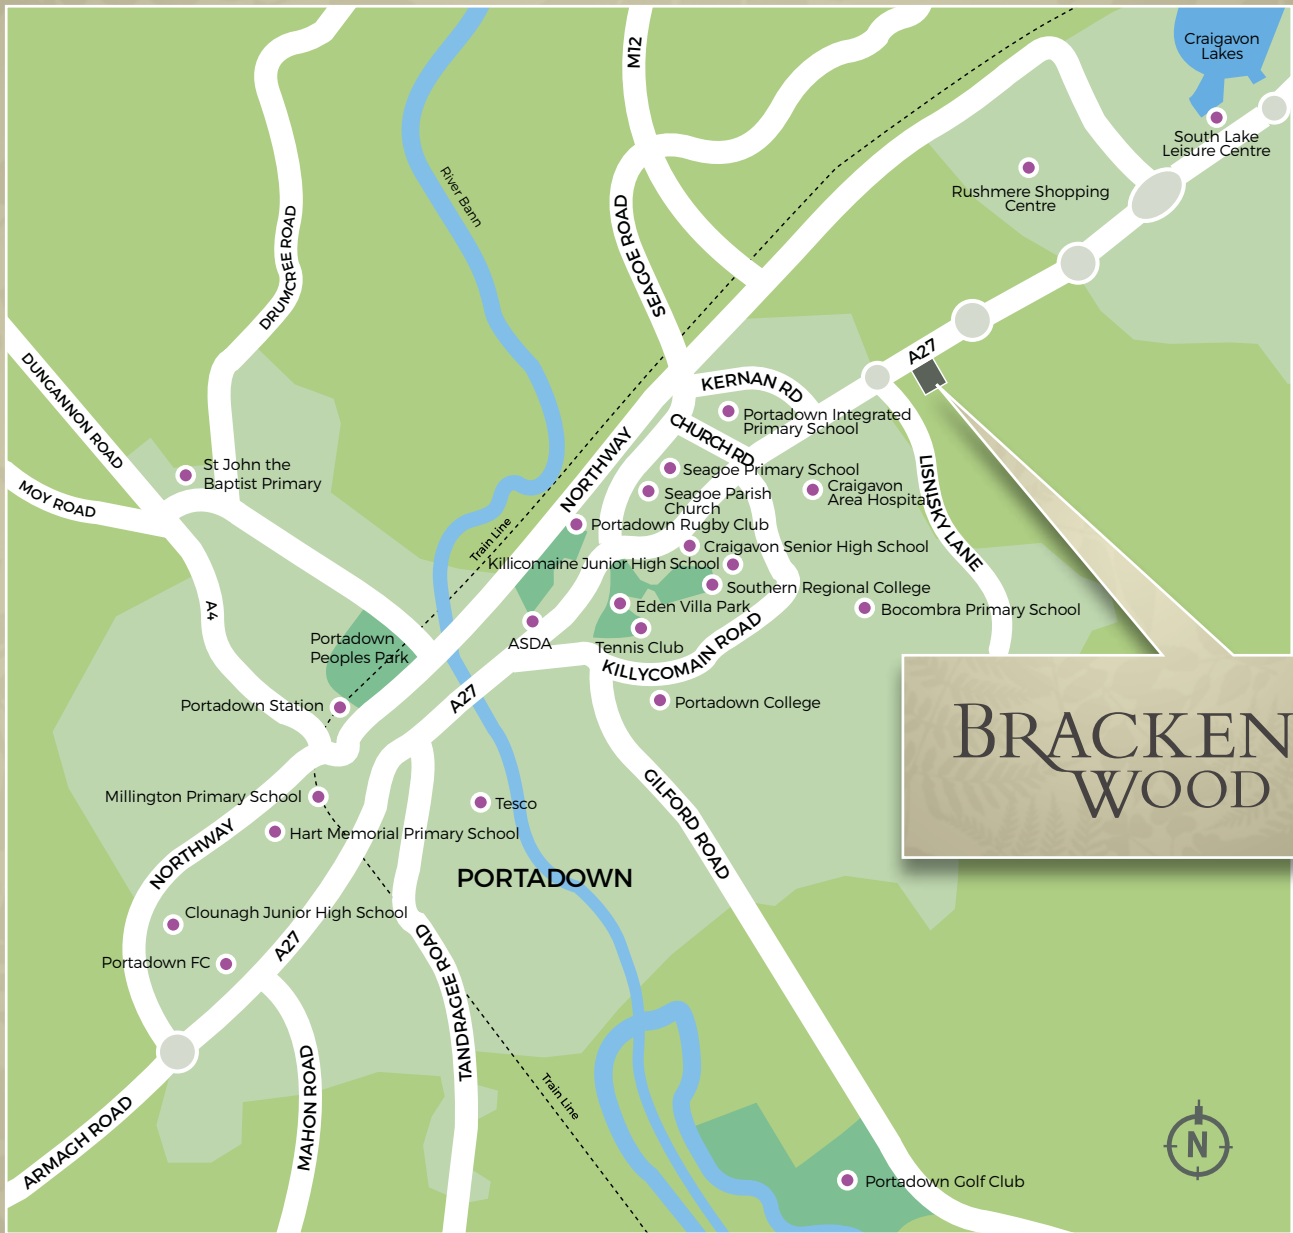 M12
Craigavon
Lakes
South Lake
Leisure Centre
Rushmere Shopping
Centre
River Bann
SEAGOE ROAD
DRUMCREE ROAD
DUNGANNON ROAD
A27
KERNAN RD
Portadown Integrated
Primary School
CHURCH RD
NORTHWAY
St John the
Baptist Primary
MOY ROAD
Seagoe Primary School
Seagoe Parish
Church
Craigavon
Area Hospital
LISNISKY LANE
Portadown Rugby Club
Train Line
Craigavon Senior High School
Killicomaine Junior High School
Southern Regional College
Eden Villa Park
Bocombra Primary School
A4
ASDA
Tennis Club
Portadown
Peoples Park
KILLYCOMAIN ROAD
A27
Portadown Station
Portadown College
BRACKEN
WOOD
Millington Primary School
Tesco
GILFORD ROAD
Hart Memorial Primary School
NORTHWAY
PORTADOWN
Clounagh Junior High School
A27
Portadown FC
TANDRAGEE ROAD
MAHON ROAD
Train Line
ARMAGH ROAD
N
Portadown Golf Club